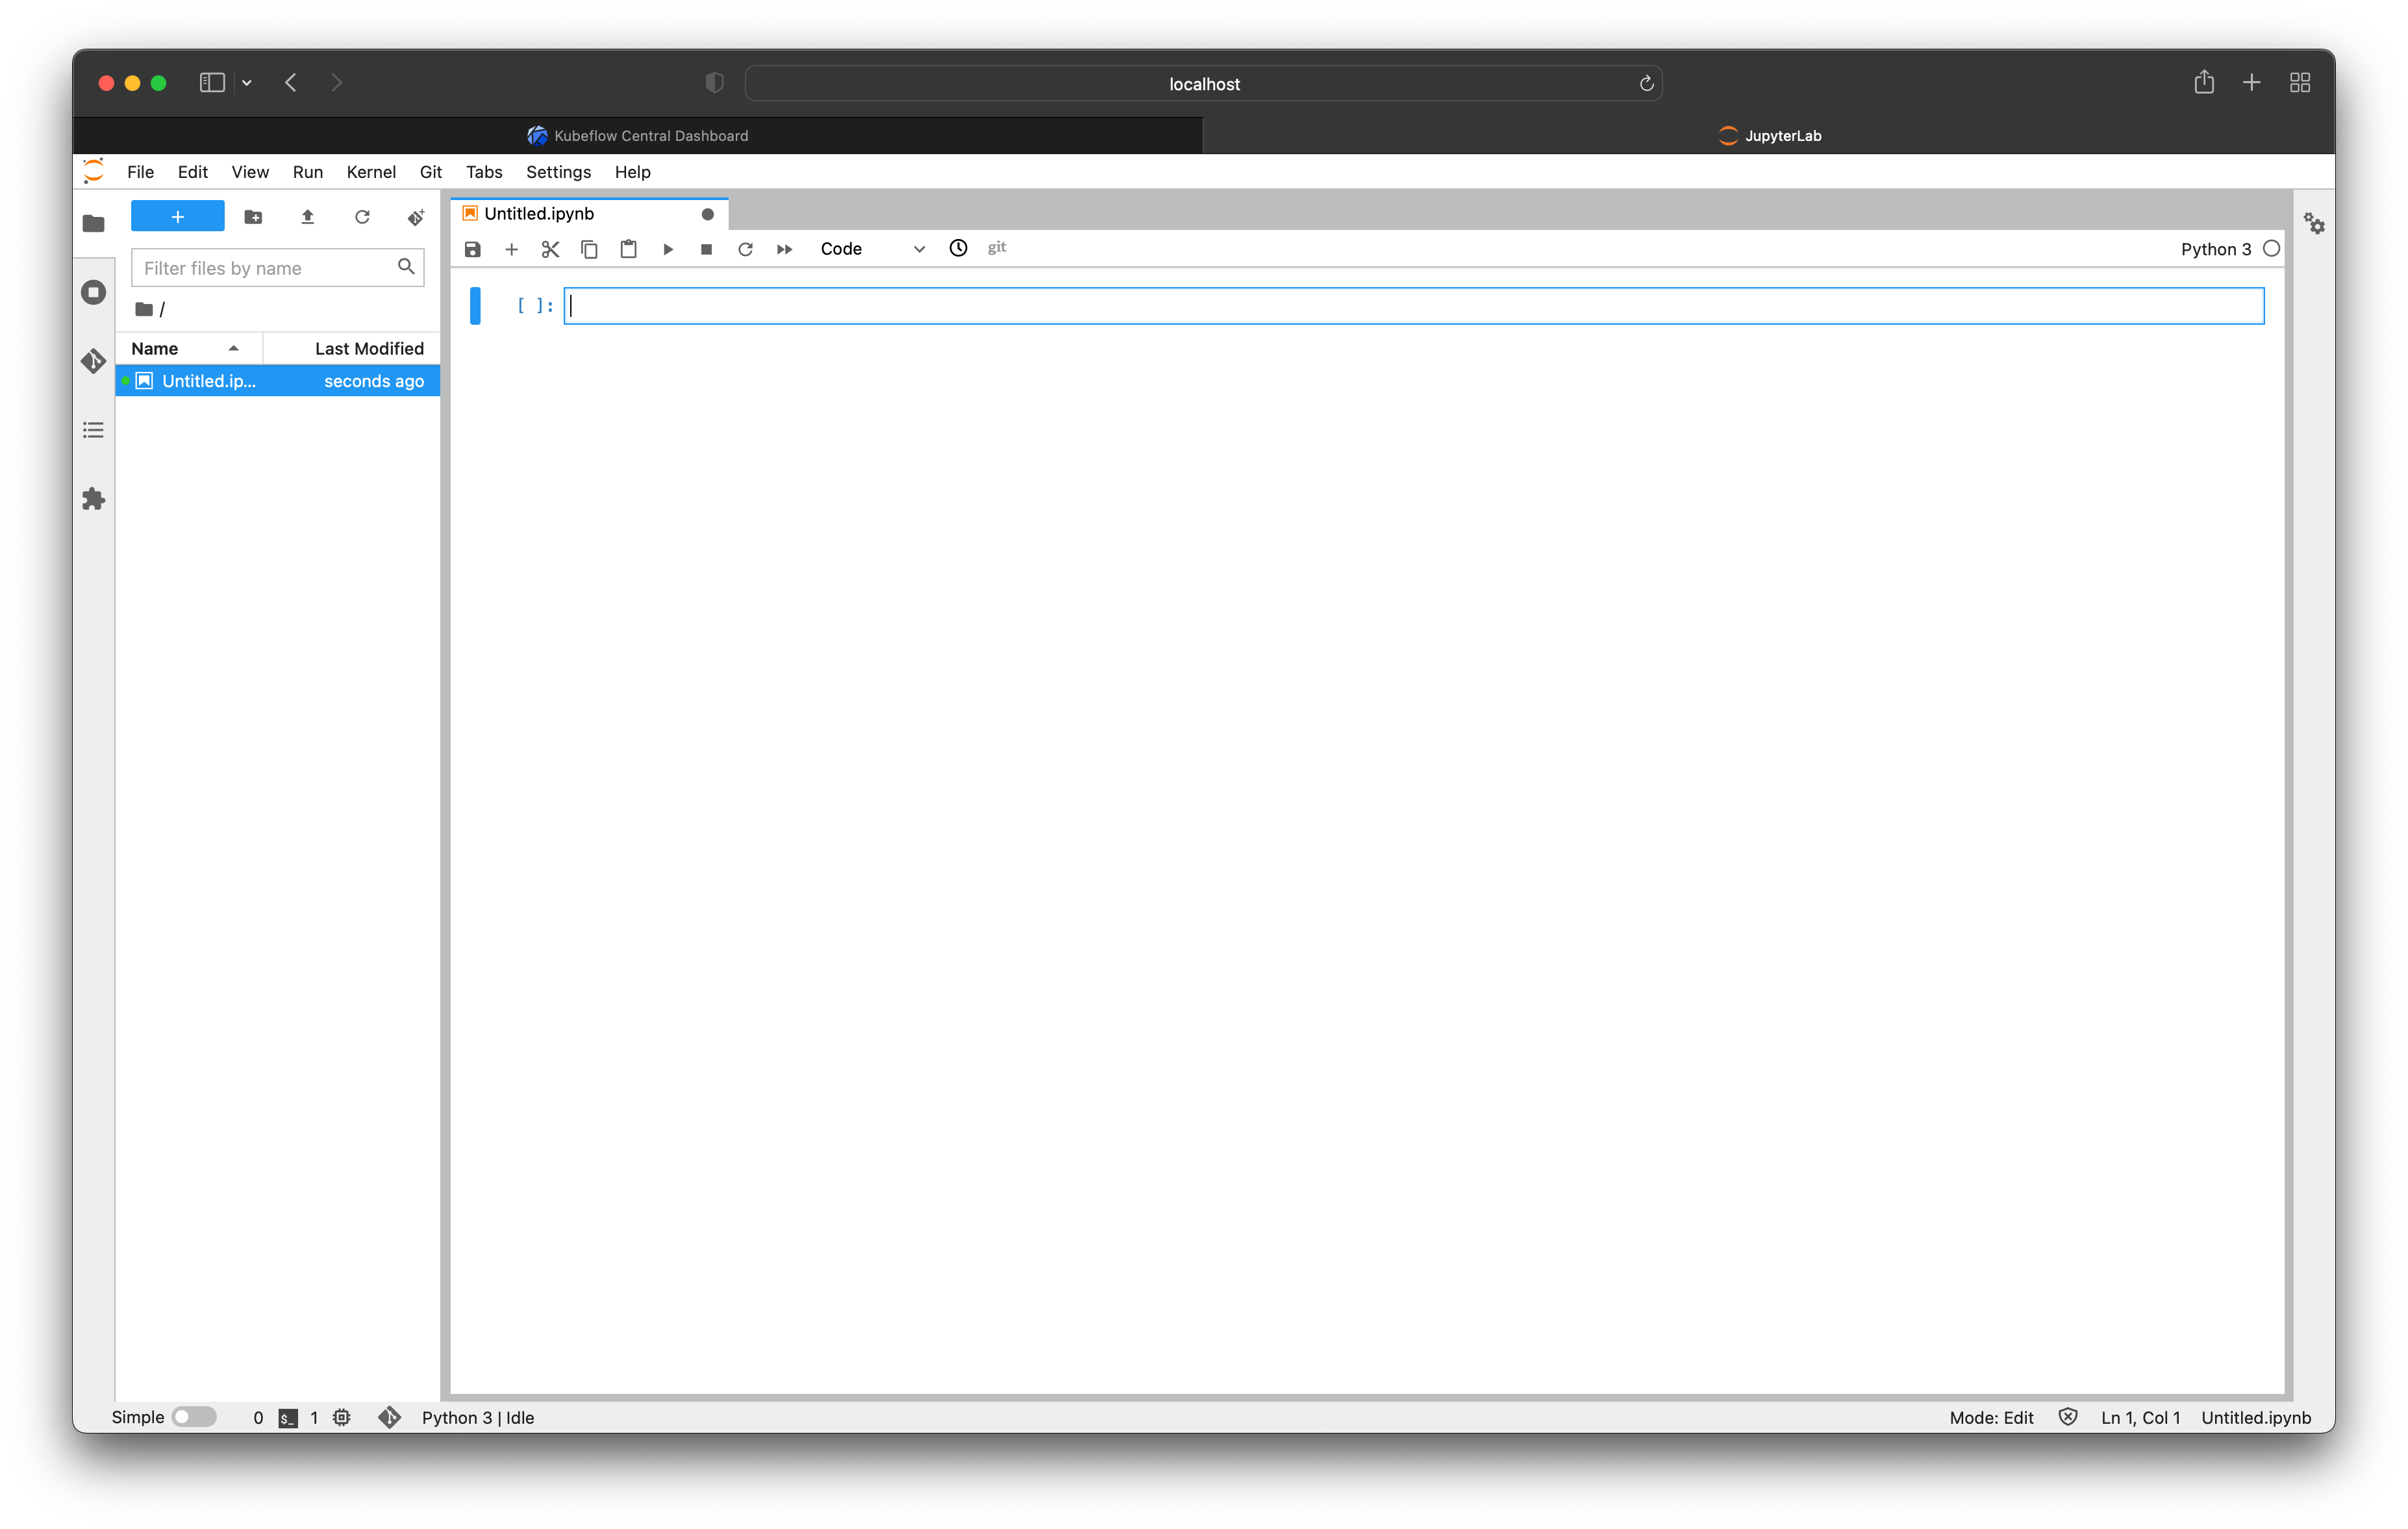 localhost
Kubeflow Central Dashboard
JupyterLab
File Edit View Run Kernel Git Tabs Settings Help
+
Filter files by name
/
Name Last Modified
Untitled.ip... seconds ago
Untitled.ipynb
Code git Python 3
[ ]:
Simple 0 $_ 1 Python 3 | Idle Mode: Edit Ln 1, Col 1 Untitled.ipynb